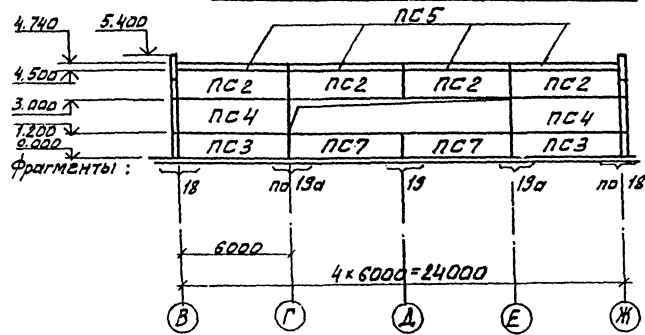 ПС5
4.740
5.400
4.500
ПС2 ПС2 ПС2 ПС2
3.000
ПС4 ПС4
1.200
ПС3 ПС7 ПС7 ПС3
0.000
Фрагменты:
18 по 19а 19 19а по 18
6000
4×6000=24000
В Г Д Е Ж